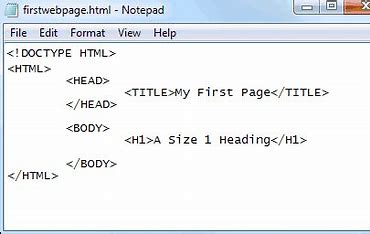 firstwebpage.html - Notepad
File Edit Format View Help
<!DOCTYPE HTML>
<HTML>
<HEAD>
<TITLE>My First Page</TITLE>
</HEAD>
<BODY>
<H1>A Size 1 Heading</H1>
</BODY>
</HTML>